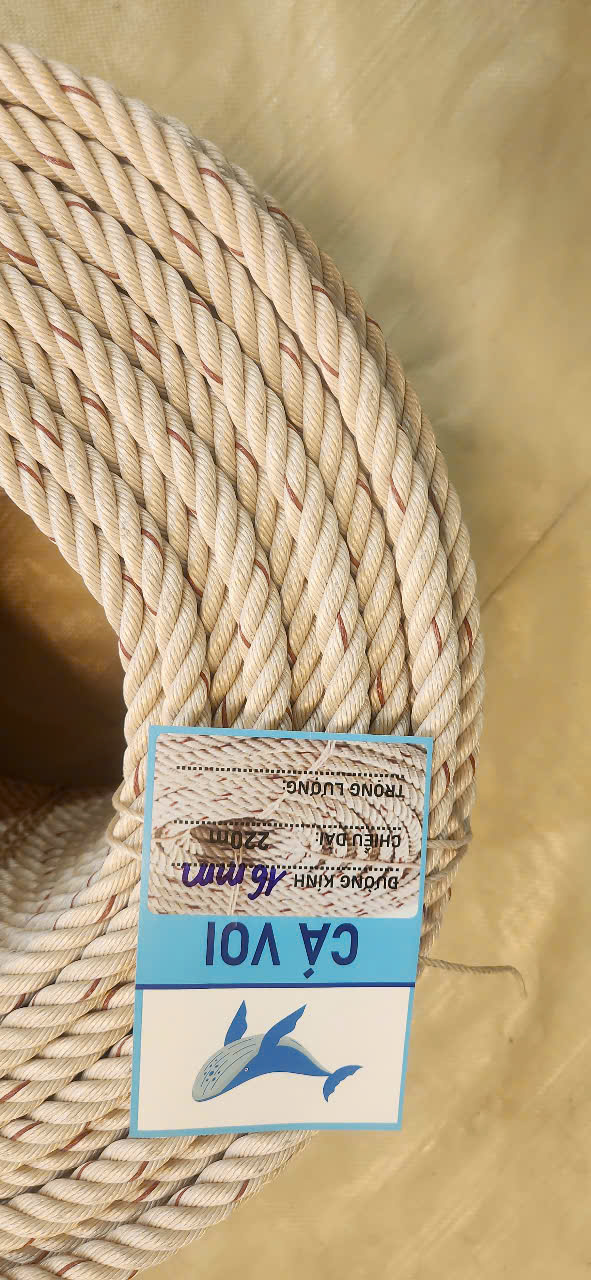 CÁ VOI
ĐƯỜNG KÍNH 16 mm
CHIỀU DÀI: 220m
TRỌNG LƯỢNG: